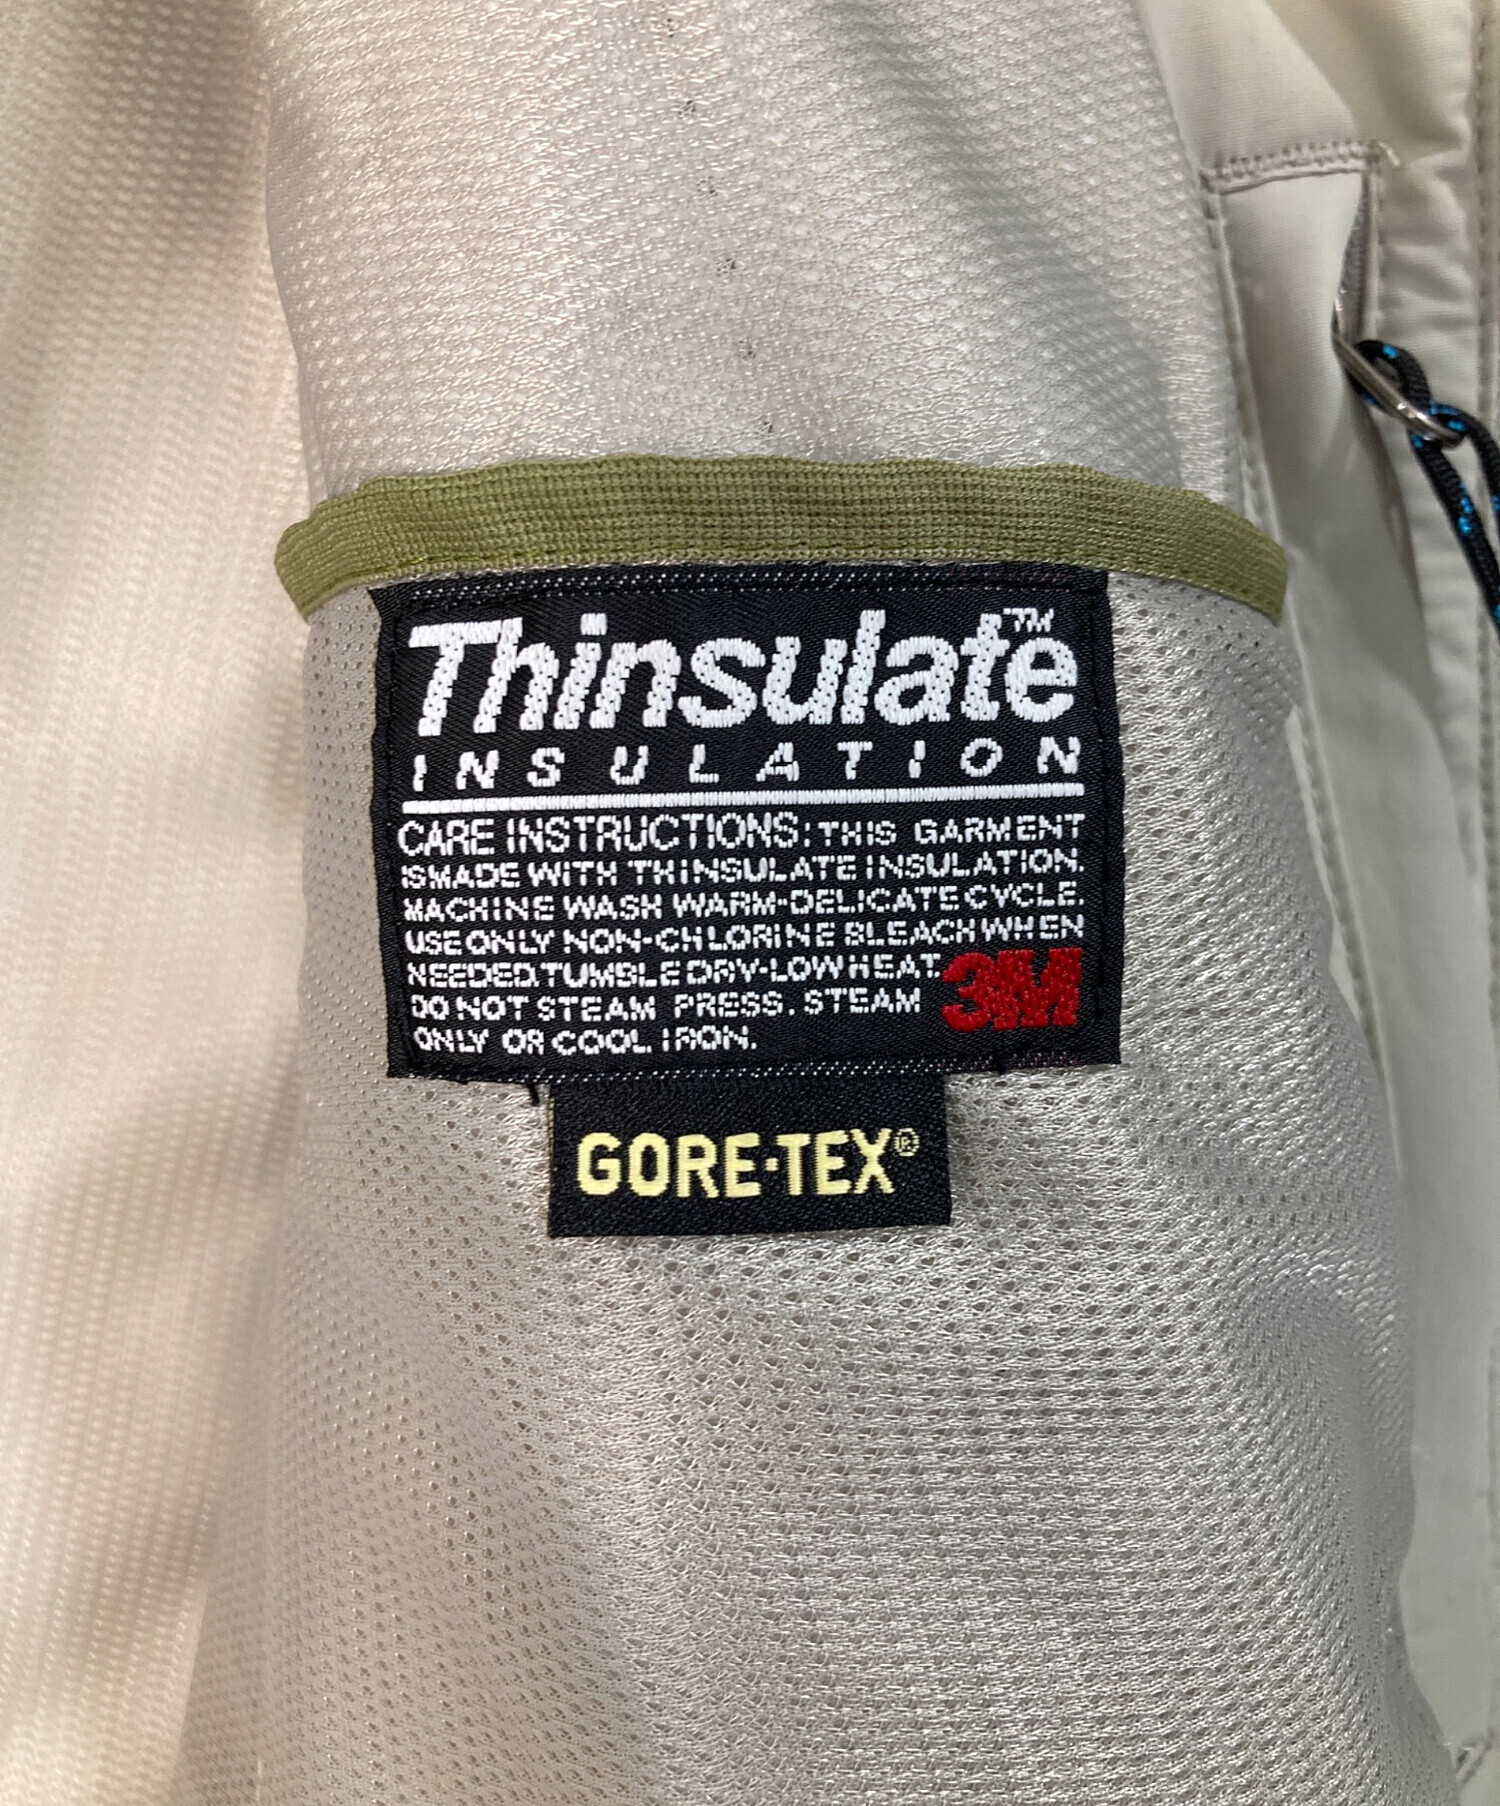 Thinsulate™
INSULATION
CARE INSTRUCTIONS: THIS GARMENT
IS MADE WITH THINSULATE INSULATION.
MACHINE WASH WARM-DELICATE CYCLE.
USE ONLY NON-CHLORINE BLEACH WHEN
NEEDED. TUMBLE DRY-LOW HEAT.
DO NOT STEAM PRESS. STEAM
ONLY OR COOL IRON.
3M
GORE-TEX®